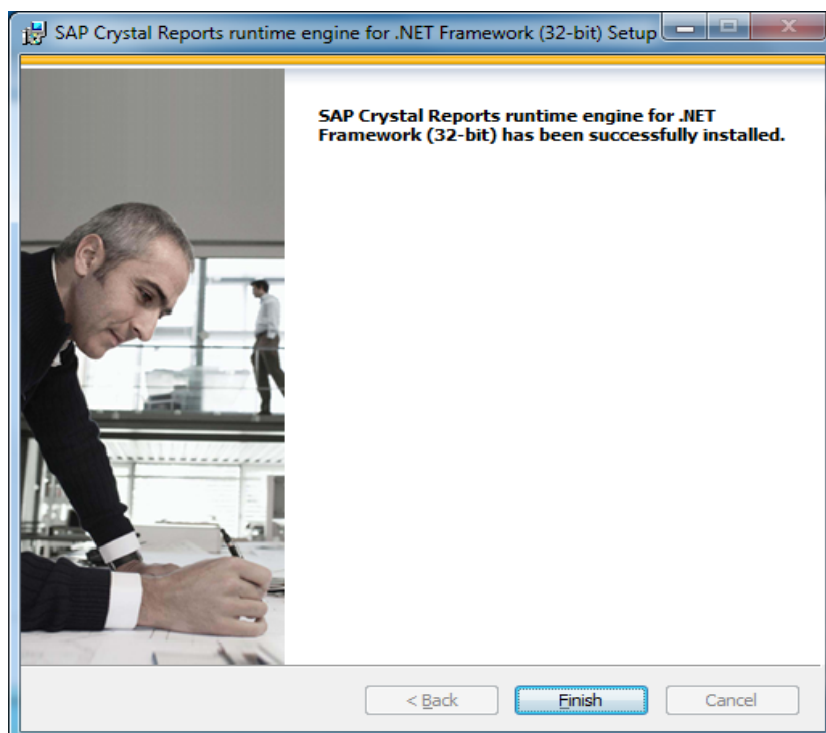 SAP Crystal Reports runtime engine for .NET Framework (32-bit) Setup
SAP Crystal Reports runtime engine for .NET
Framework (32-bit) has been successfully installed.
< Back
Finish
Cancel